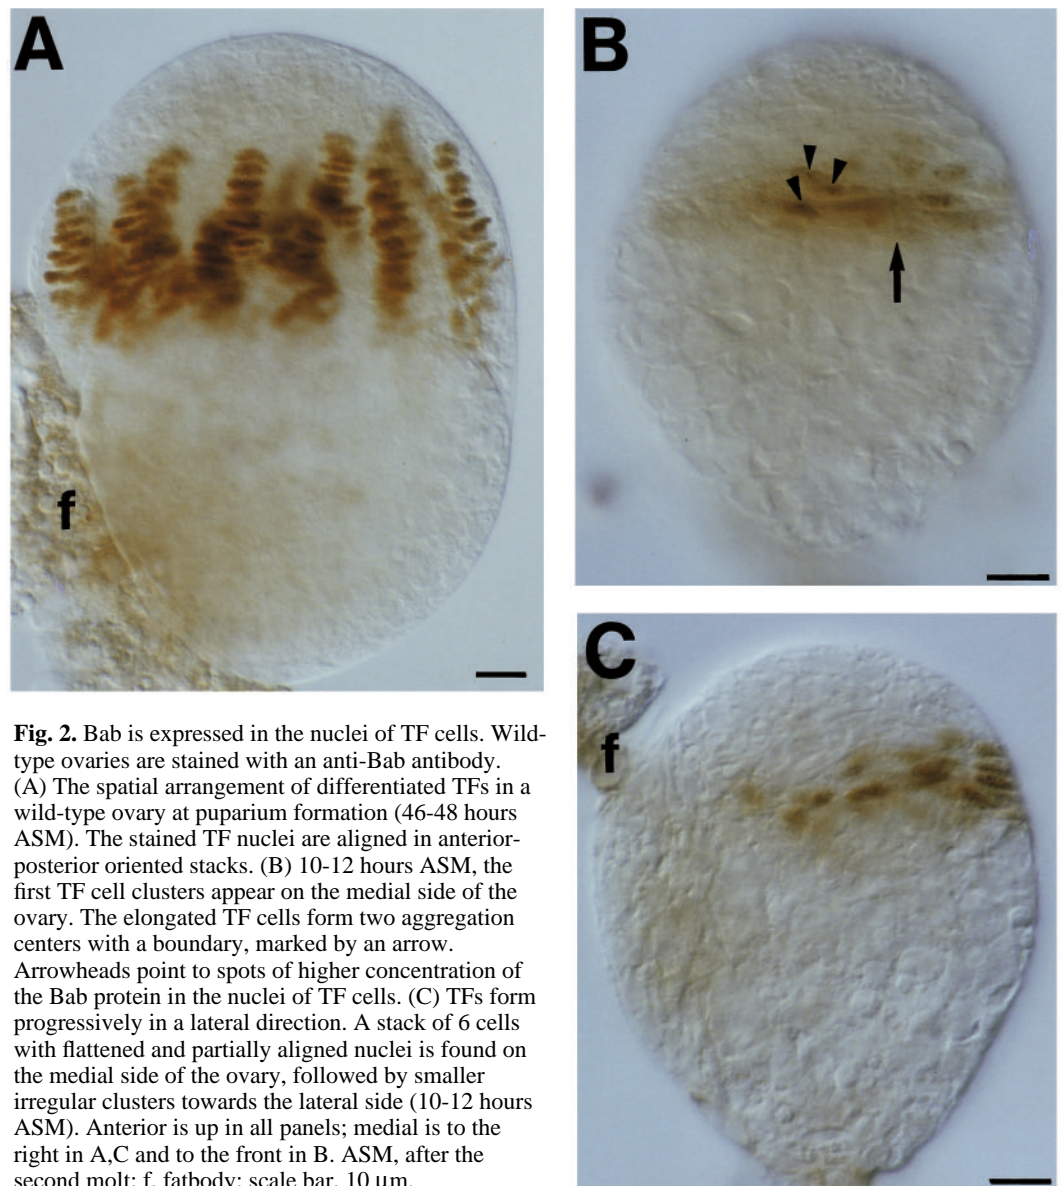 A
B
f
C
f
Fig. 2. Bab is expressed in the nuclei of TF cells. Wild-
type ovaries are stained with an anti-Bab antibody.
(A) The spatial arrangement of differentiated TFs in a
wild-type ovary at puparium formation (46-48 hours
ASM). The stained TF nuclei are aligned in anterior-
posterior oriented stacks. (B) 10-12 hours ASM, the
first TF cell clusters appear on the medial side of the
ovary. The elongated TF cells form two aggregation
centers with a boundary, marked by an arrow.
Arrowheads point to spots of higher concentration of
the Bab protein in the nuclei of TF cells. (C) TFs form
progressively in a lateral direction. A stack of 6 cells
with flattened and partially aligned nuclei is found on
the medial side of the ovary, followed by smaller
irregular clusters towards the lateral side (10-12 hours
ASM). Anterior is up in all panels; medial is to the
right in A,C and to the front in B. ASM, after the
second molt; f, fatbody; scale bar, 10 μm.